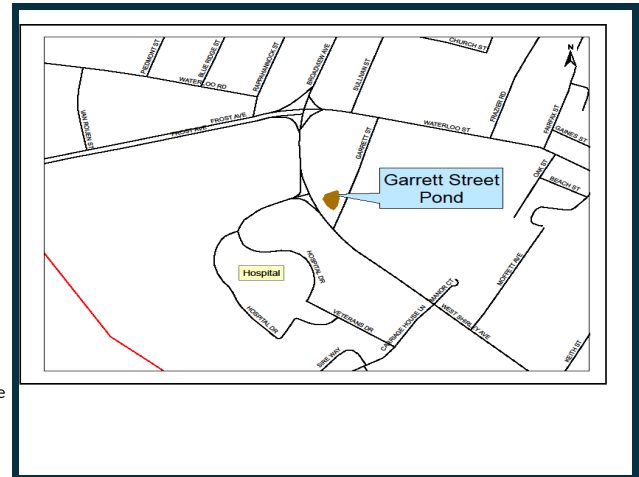 CHURCH ST
N
PIEDMONT ST
BLUE RIDGE ST
RAPPAHANNOCK ST
BROADVIEW AVE
SULLIVAN ST
WATERLOO RD
FRAZIER RD
FAIRFAX ST
VAN ROIJEN ST
FROST AVE
FROST AVE
WATERLOO ST
GAINES ST
GARRETT ST
OAK ST
BEACH ST
Garrett Street
Pond
MOFFETT AVE
Hospital
HOSPITAL DR
HOSPITAL DR
MANOR CT
VETERANS DR
CARRIAGE HOUSE LN
WEST SHIRLEY AVE
SIRE WAY
KEITH ST
e